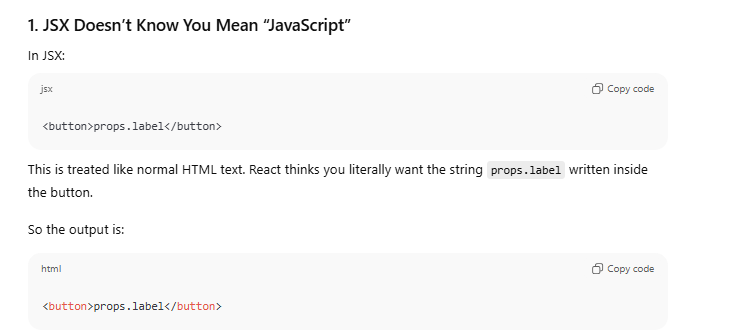 1. JSX Doesn’t Know You Mean “JavaScript”
In JSX:
jsx Copy code
<button>props.label</button>
This is treated like normal HTML text. React thinks you literally want the string props.label written inside
the button.
So the output is:
html Copy code
<button>props.label</button>